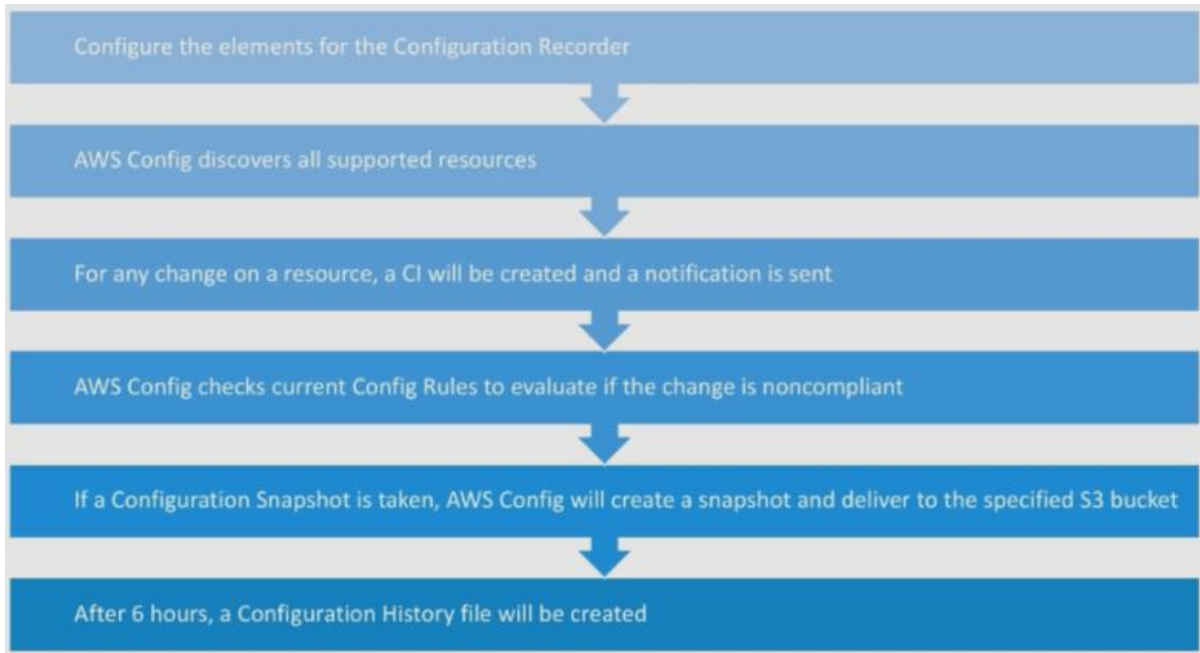 Configure the elements for the Configuration Recorder
AWS Config discovers all supported resources
For any change on a resource, a CI will be created and a notification is sent
AWS Config checks current Config Rules to evaluate if the change is noncompliant
If a Configuration Snapshot is taken, AWS Config will create a snapshot and deliver to the specified S3 bucket
After 6 hours, a Configuration History file will be created